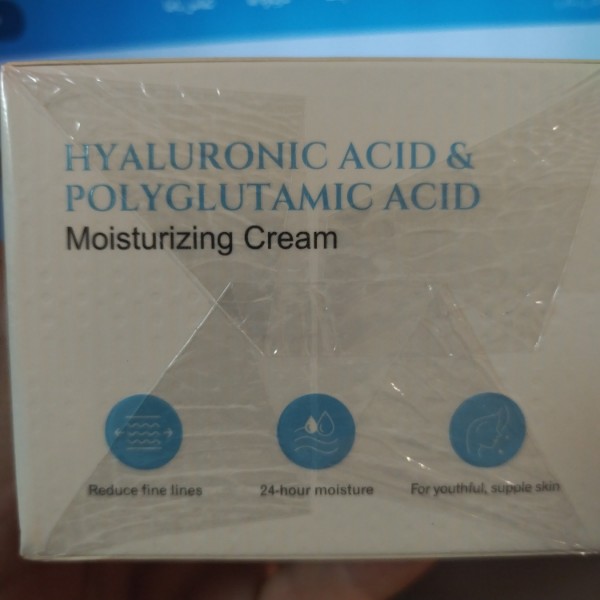 HYALURONIC ACID &
POLYGLUTAMIC ACID
Moisturizing Cream
Reduce fine lines
24-hour moisture
For youthful, supple skin